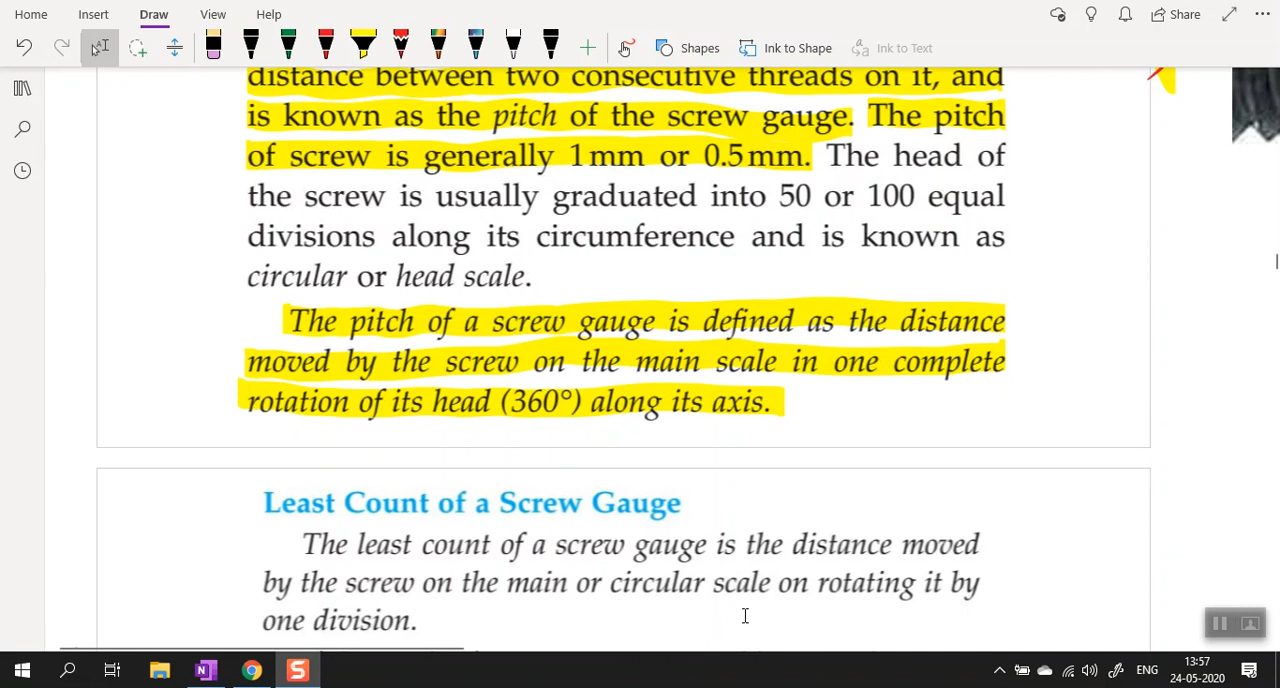 Home Insert Draw View Help
Share
Shapes Ink to Shape Ink to Text
distance between two consecutive threads on it, and
is known as the pitch of the screw gauge. The pitch
of screw is generally 1 mm or 0.5 mm. The head of
the screw is usually graduated into 50 or 100 equal
divisions along its circumference and is known as
circular or head scale.
The pitch of a screw gauge is defined as the distance
moved by the screw on the main scale in one complete
rotation of its head (360°) along its axis.
Least Count of a Screw Gauge
The least count of a screw gauge is the distance moved
by the screw on the main or circular scale on rotating it by
one division.
ENG
13:57
24-05-2020